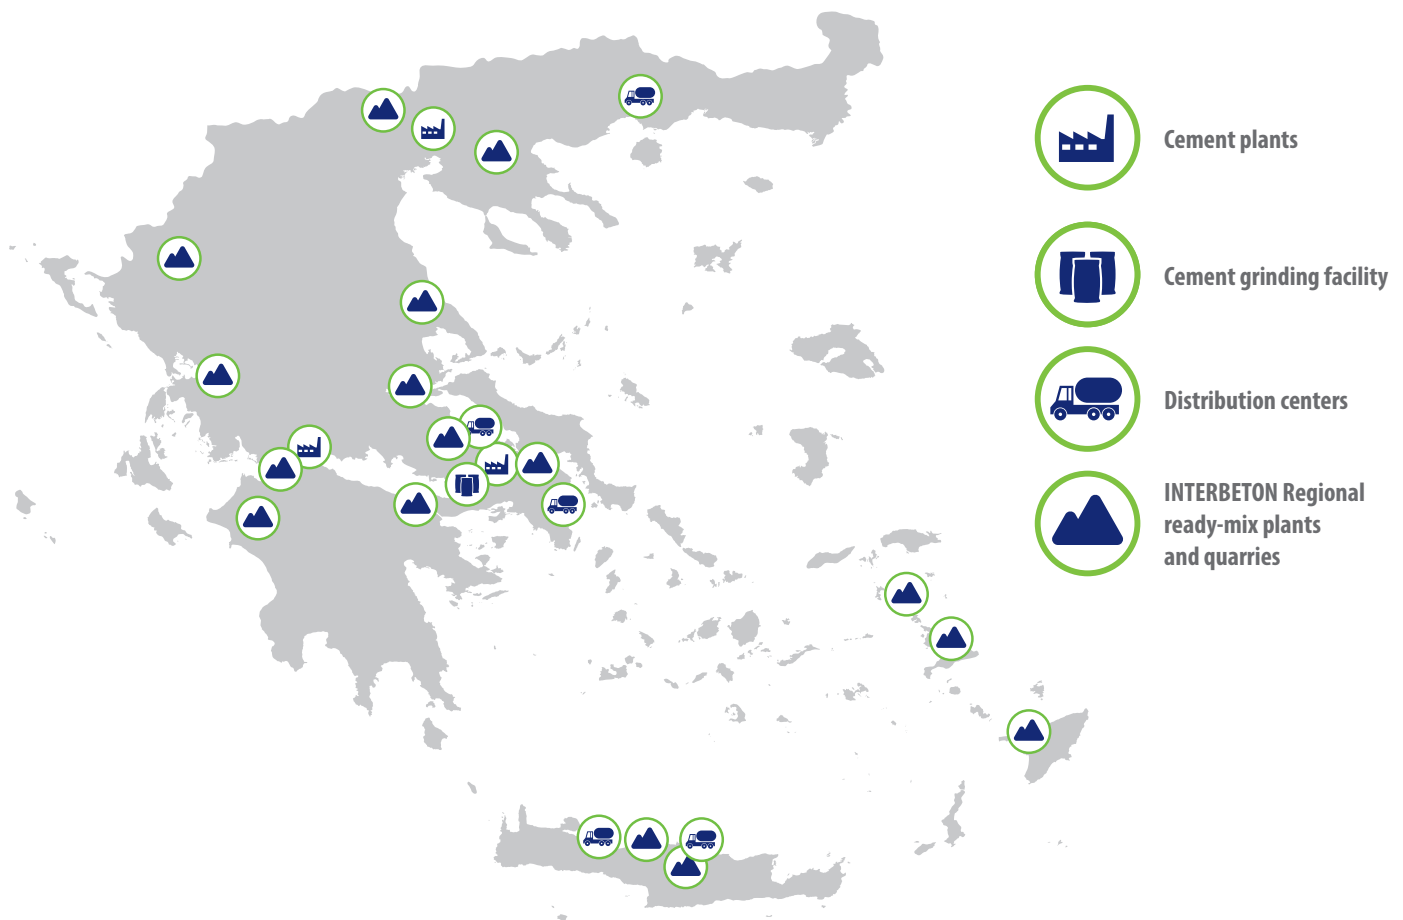 Cement plants
Cement grinding facility
Distribution centers
INTERBETON Regional
ready-mix plants
and quarries